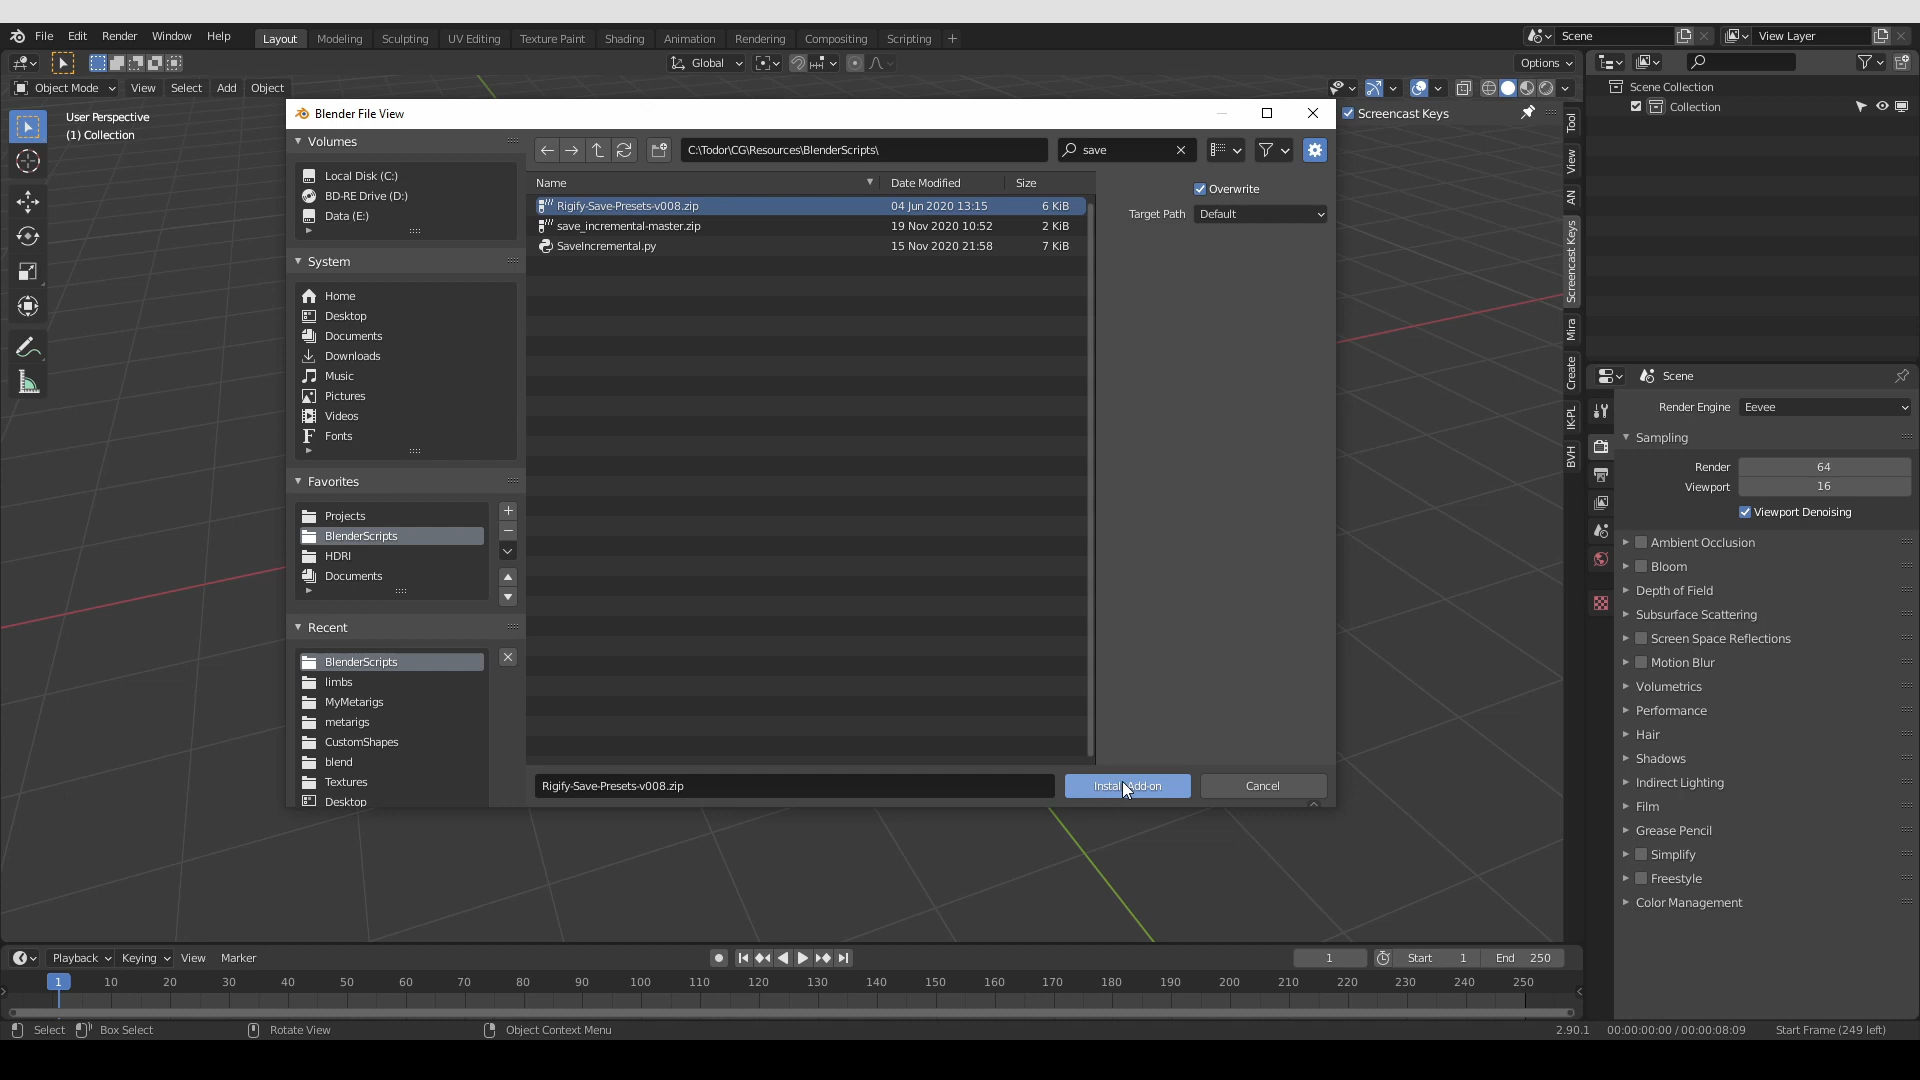 File Edit Render Window Help Layout Modeling Sculpting UV Editing Texture Paint Shading Animation Rendering Compositing Scripting + Scene View Layer
Global Options
Object Mode View Select Add Object
User Perspective
(1) Collection
Scene Collection
Collection
Screencast Keys
Tool
View
AN
Screencast Keys
Mira
Create
IK-PL
BVH
Blender File View
Volumes
Local Disk (C:)
BD-RE Drive (D:)
Data (E:)
System
Home
Desktop
Documents
Downloads
Music
Pictures
Videos
Fonts
Favorites
Projects
BlenderScripts
HDRI
Documents
Recent
BlenderScripts
limbs
MyMetarigs
metarigs
CustomShapes
blend
Textures
Desktop
C:\Todor\CG\Resources\BlenderScripts\ save
Name Date Modified Size
Rigify-Save-Presets-v008.zip 04 Jun 2020 13:15 6 KiB
save_incremental-master.zip 19 Nov 2020 10:52 2 KiB
SaveIncremental.py 15 Nov 2020 21:58 7 KiB
Overwrite
Target Path Default
Rigify-Save-Presets-v008.zip Cancel
Scene
Render Engine Eevee
Sampling
Render 64
Viewport 16
Viewport Denoising
Ambient Occlusion
Bloom
Depth of Field
Subsurface Scattering
Screen Space Reflections
Motion Blur
Volumetrics
Performance
Hair
Shadows
Indirect Lighting
Film
Grease Pencil
Simplify
Freestyle
Color Management
Playback Keying View Marker 1 Start 1 End 250
1 10 20 30 40 50 60 70 80 90 100 110 120 130 140 150 160 170 180 190 200 210 220 230 240 250
Select Box Select Rotate View Object Context Menu 2.90.1 00:00:00:00 / 00:00:08:09 Start Frame (249 left)